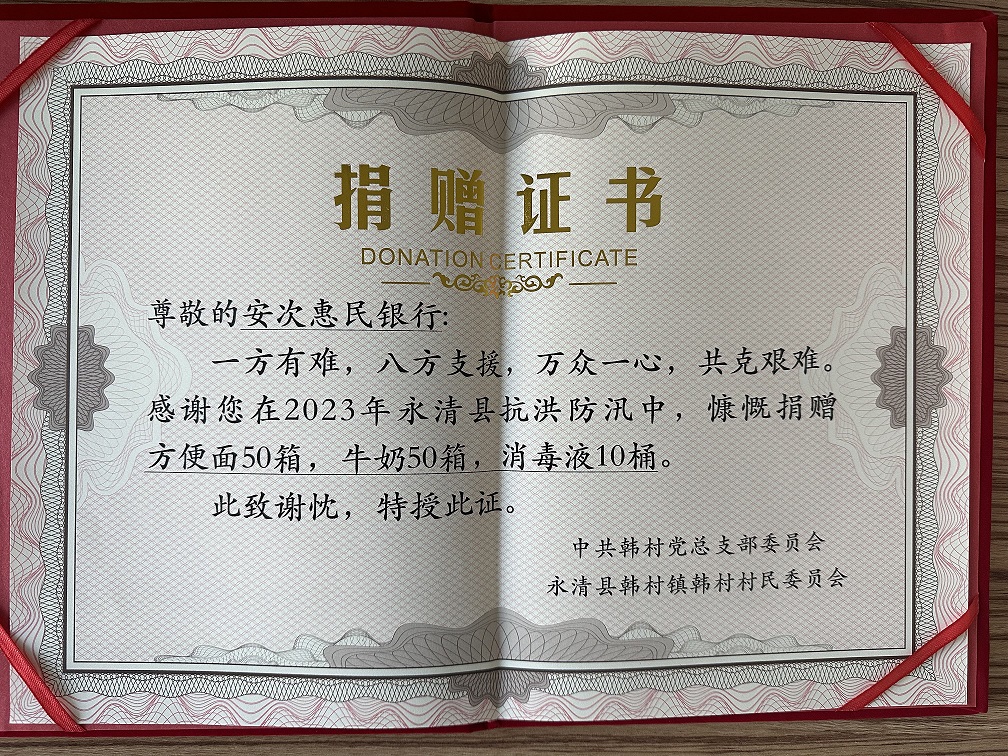 捐赠证书
DONATION CERTIFICATE
尊敬的安次惠民银行:
一方有难，八方支援，万众一心，共克艰难。
感谢您在2023年永清县抗洪防汛中，慷慨捐赠
方便面50箱，牛奶50箱，消毒液10桶。
此致谢忱，特授此证。
中共韩村党总支部委员会
永清县韩村镇韩村村民委员会